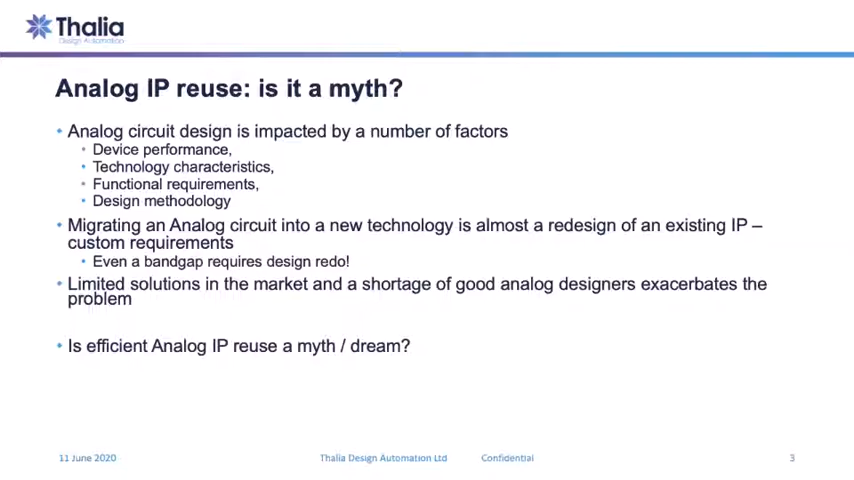 Thalia
Design Automation
Analog IP reuse: is it a myth?
• Analog circuit design is impacted by a number of factors
• Device performance,
• Technology characteristics,
• Functional requirements,
• Design methodology
• Migrating an Analog circuit into a new technology is almost a redesign of an existing IP –
custom requirements
• Even a bandgap requires design redo!
• Limited solutions in the market and a shortage of good analog designers exacerbates the
problem
• Is efficient Analog IP reuse a myth / dream?
11 June 2020 Thalia Design Automation Ltd Confidential 3